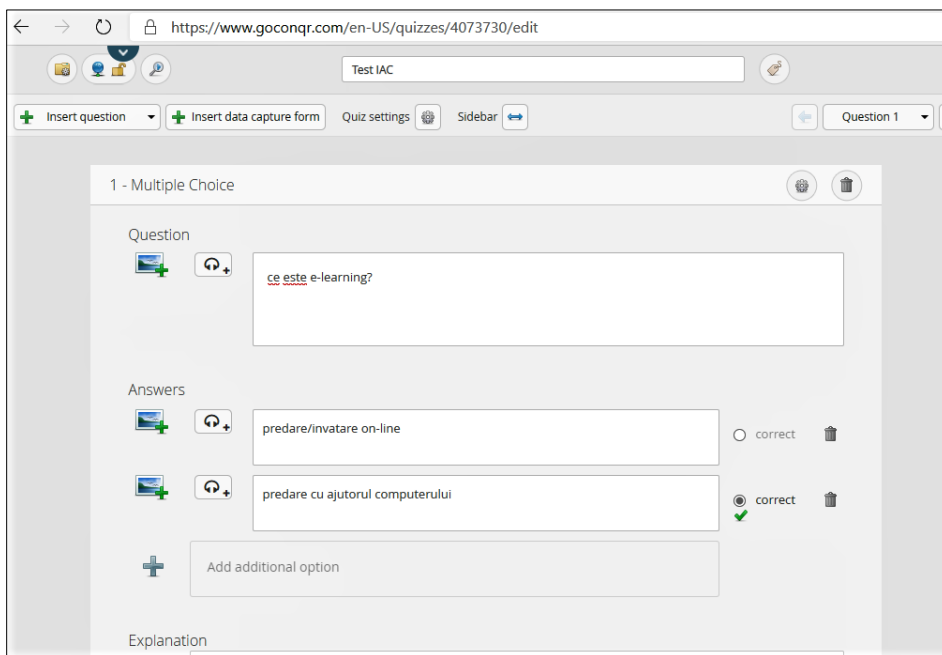 https://www.goconqr.com/en-US/quizzes/4073730/edit
Test IAC
Insert question Insert data capture form Quiz settings Sidebar Question 1
1 - Multiple Choice
Question
ce este e-learning?
Answers
predare/invatare on-line
correct
predare cu ajutorul computerului
correct
Add additional option
Explanation